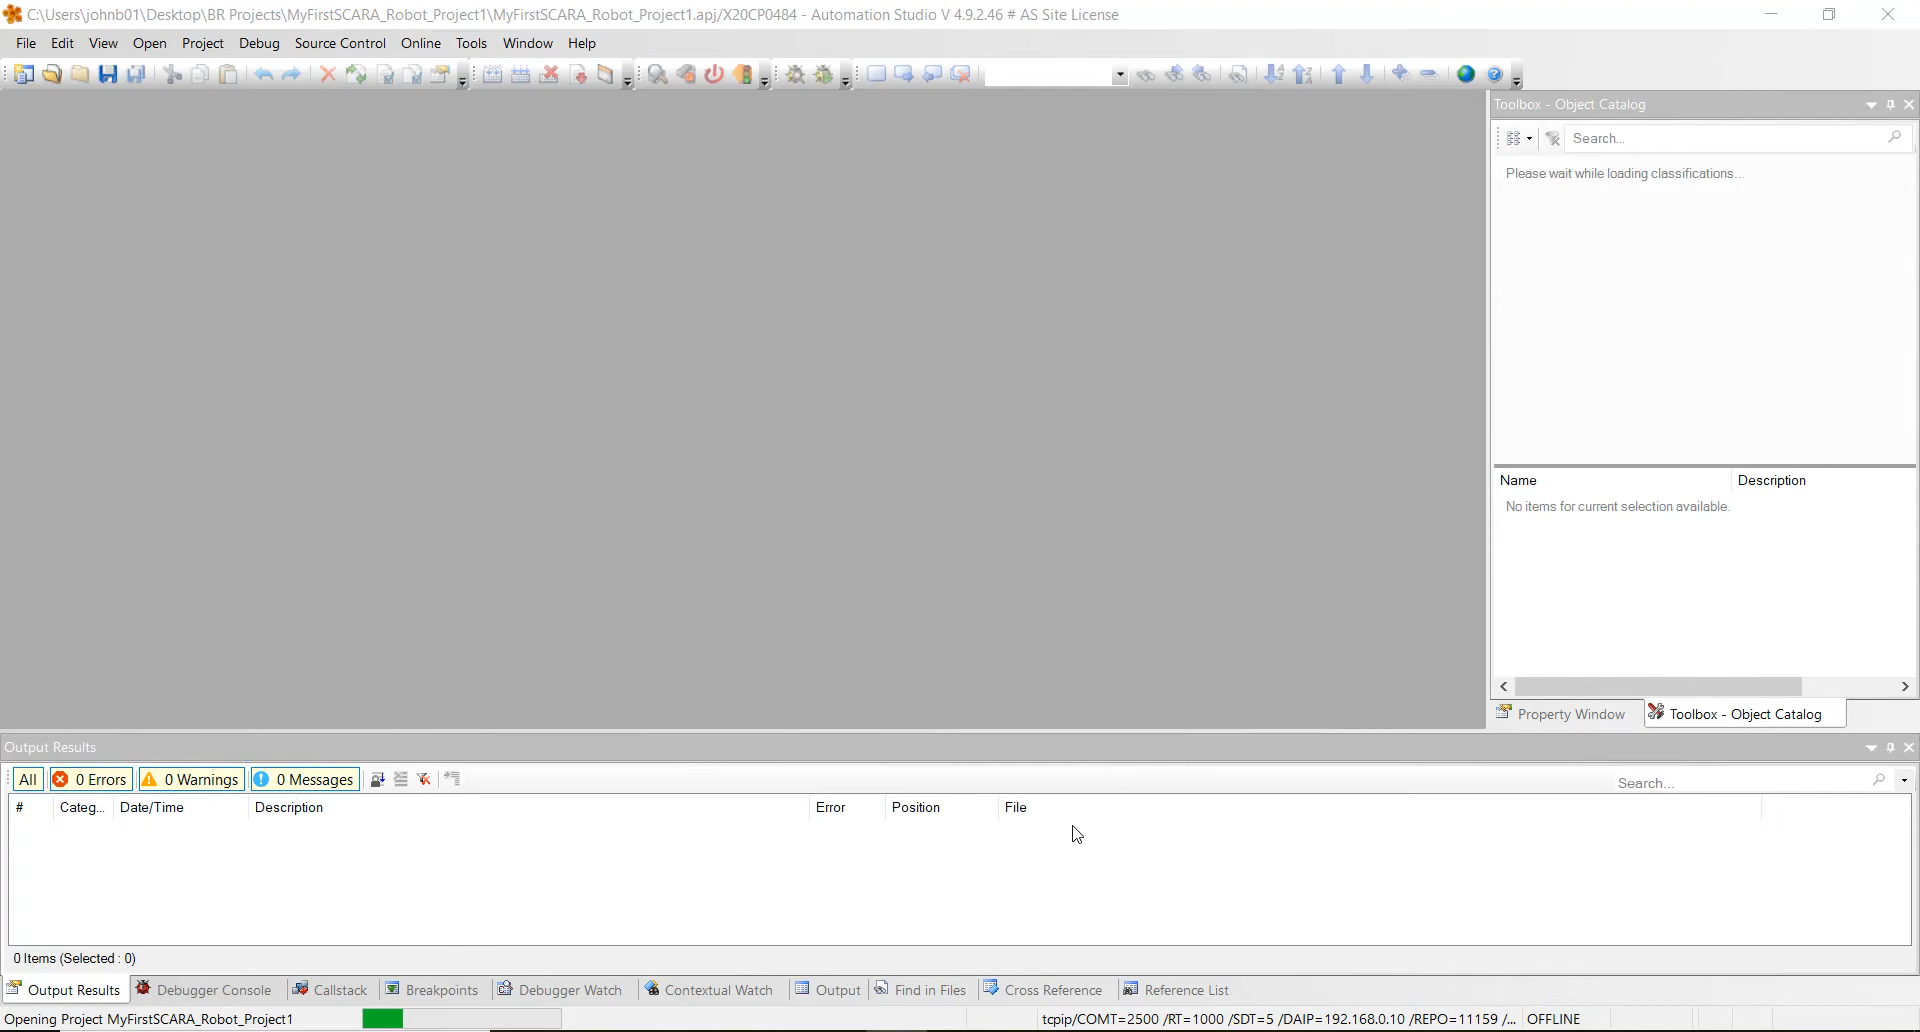 C:\Users\johnb01\Desktop\BR Projects\MyFirstSCARA_Robot_Project1\MyFirstSCARA_Robot_Project1.apj/X20CP0484 - Automation Studio V 4.9.2.46 # AS Site License
File Edit View Open Project Debug Source Control Online Tools Window Help
Toolbox - Object Catalog
Search...
Please wait while loading classifications...
Name Description
No items for current selection available.
Property Window Toolbox - Object Catalog
Output Results
All 0 Errors 0 Warnings 0 Messages Search...
# Categ... Date/Time Description Error Position File
0 Items (Selected : 0)
Output Results Debugger Console Callstack Breakpoints Debugger Watch Contextual Watch Output Find in Files Cross Reference Reference List
Opening Project MyFirstSCARA_Robot_Project1 tcpip/COMT=2500 /RT=1000 /SDT=5 /DAIP=192.168.0.10 /REPO=11159 /... OFFLINE